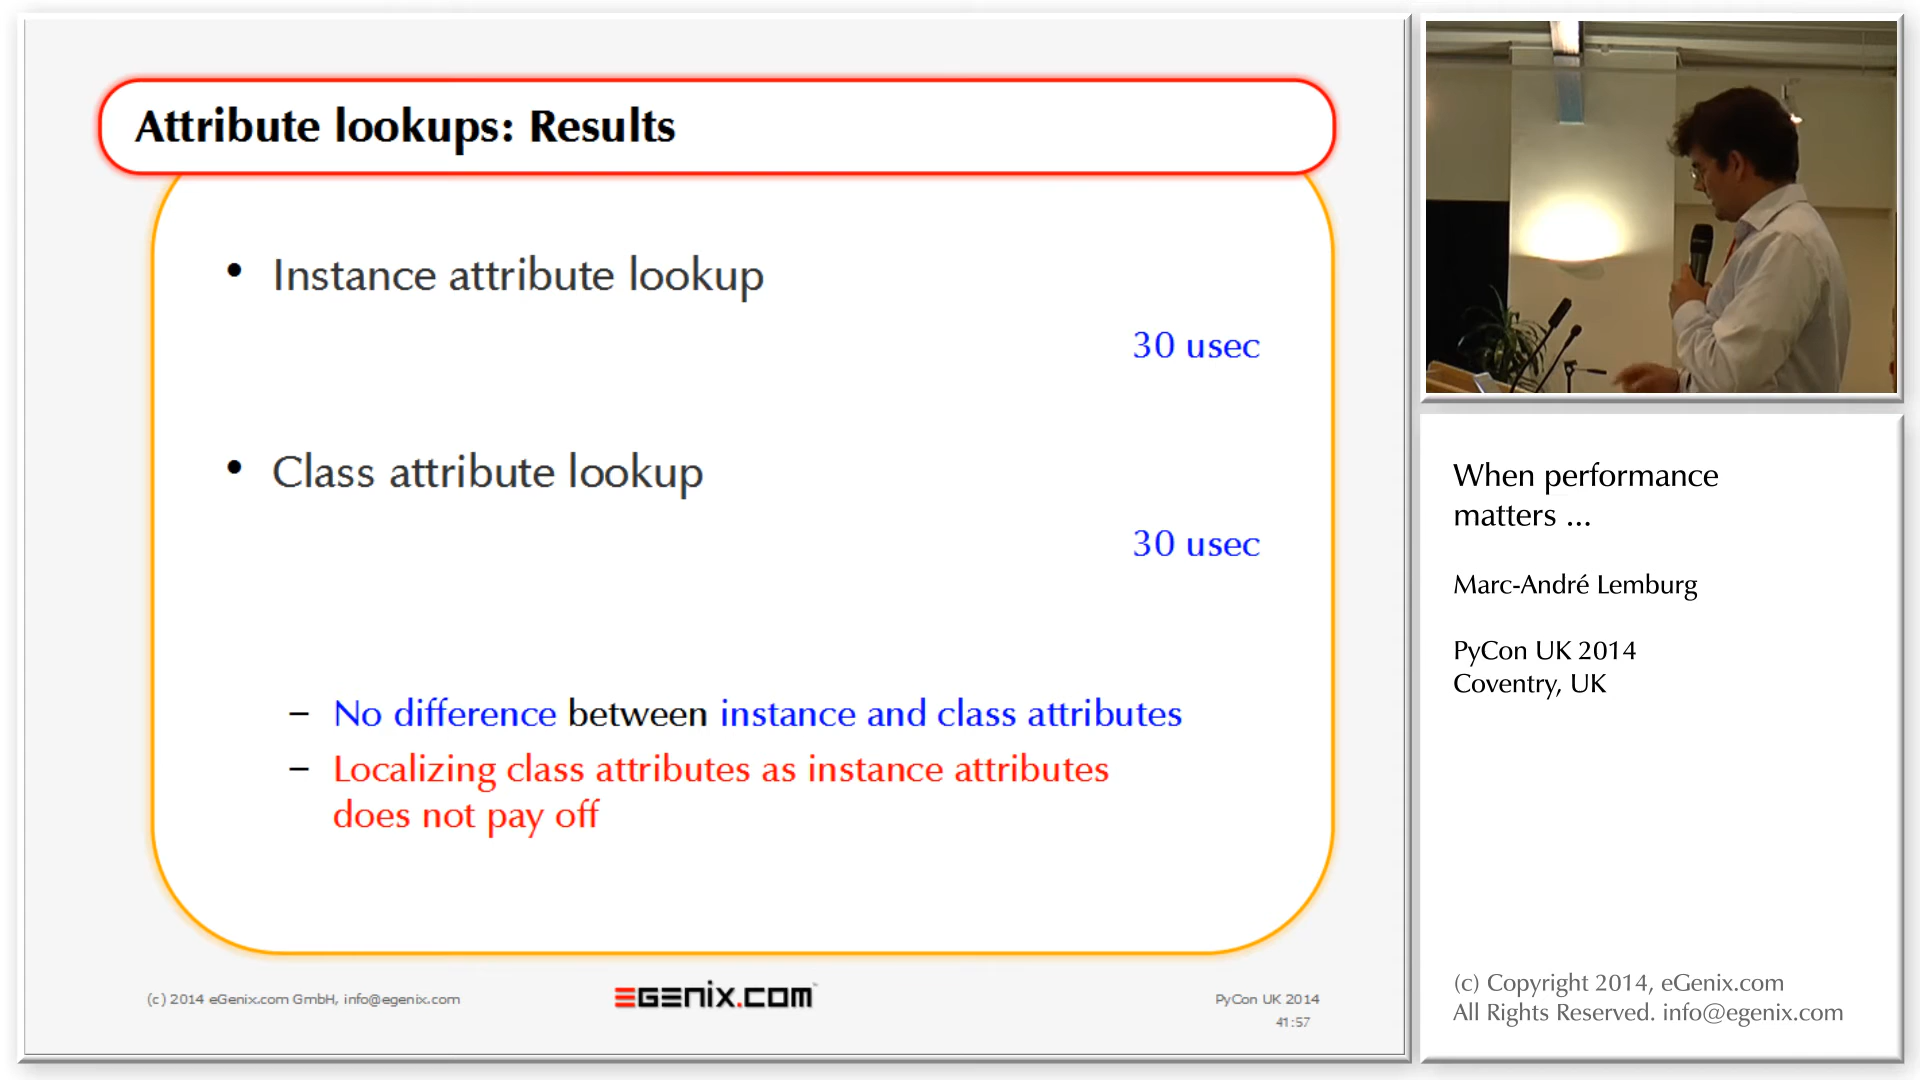 Attribute lookups: Results
• Instance attribute lookup
30 usec
• Class attribute lookup
30 usec
– No difference between instance and class attributes
– Localizing class attributes as instance attributes
does not pay off
(c) 2014 eGenix.com GmbH, info@egenix.com
EGENIX.COM
PyCon UK 2014
41:57
When performance
matters ...
Marc-André Lemburg
PyCon UK 2014
Coventry, UK
(c) Copyright 2014, eGenix.com
All Rights Reserved. info@egenix.com